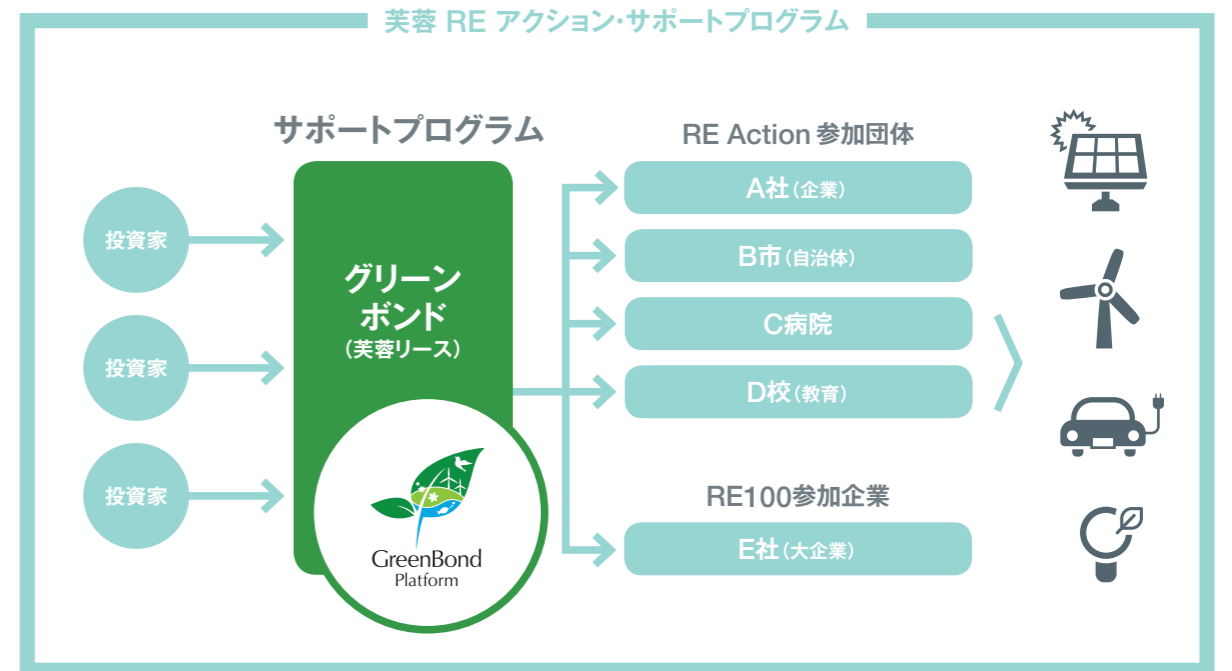 芙蓉 RE アクション・サポートプログラム
サポートプログラム
投資家
投資家
投資家
グリーン
ボンド
(芙蓉リース)
GreenBond
Platform
RE Action 参加団体
A社(企業)
B市(自治体)
C病院
D校(教育)
RE100参加企業
E社(大企業)